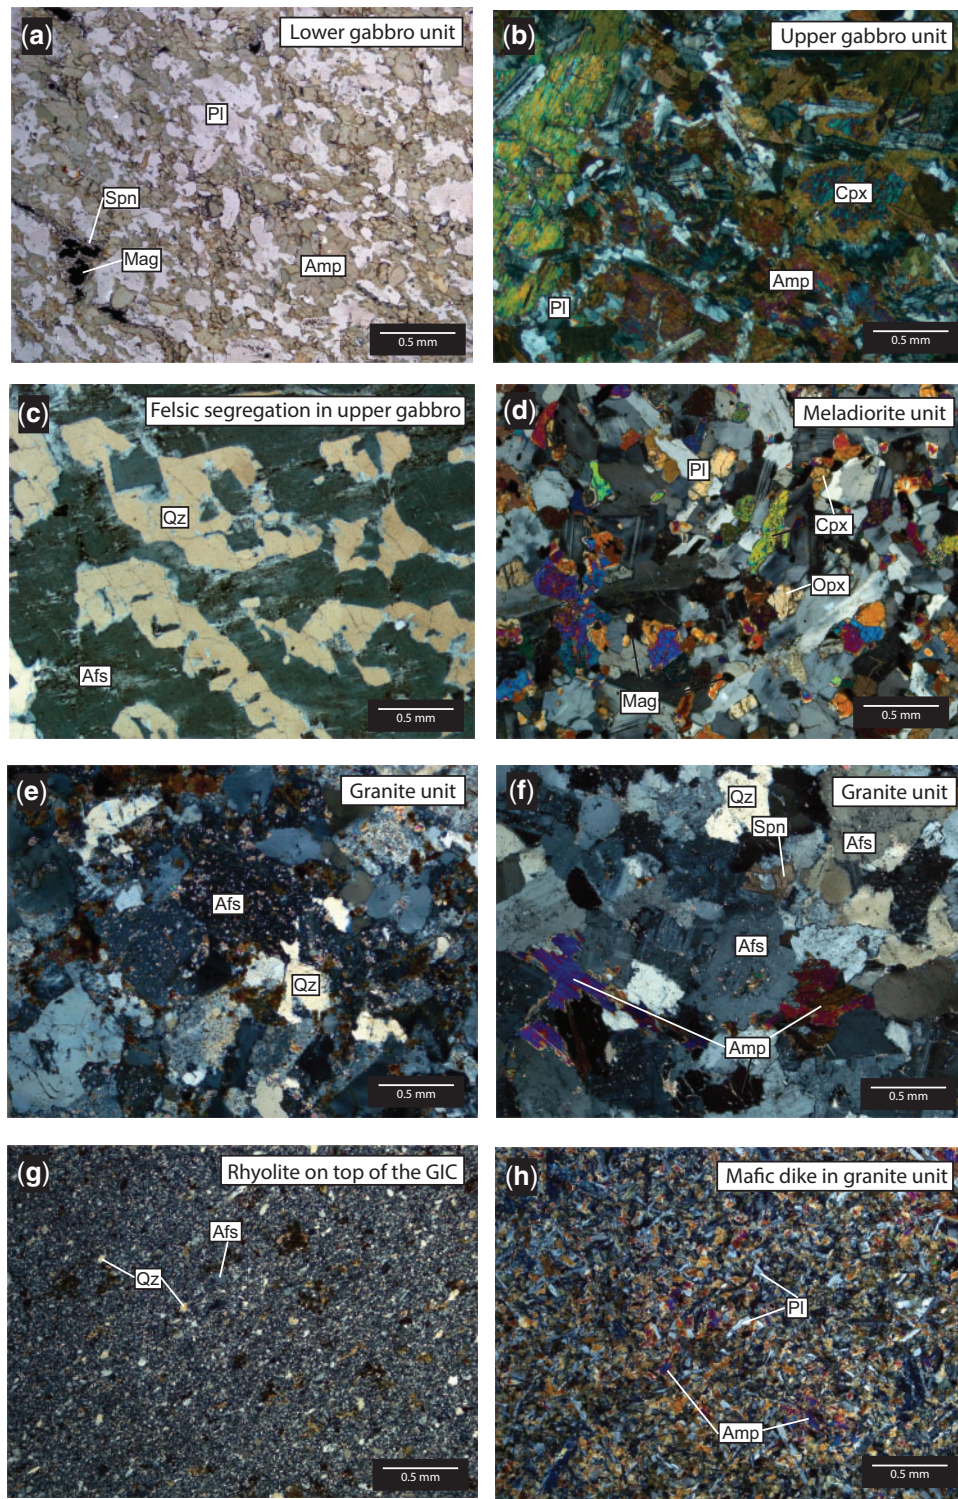 (a)
Lower gabbro unit
Pl
Spn
Mag
Amp
0.5 mm
(b)
Upper gabbro unit
Cpx
Amp
Pl
0.5 mm
(c)
Felsic segregation in upper gabbro
Qz
Afs
0.5 mm
(d)
Meladiorite unit
Pl
Cpx
Opx
Mag
0.5 mm
(e)
Granite unit
Afs
Qz
0.5 mm
(f)
Granite unit
Qz
Spn
Afs
Afs
Amp
0.5 mm
(g)
Rhyolite on top of the GIC
Afs
Qz
0.5 mm
(h)
Mafic dike in granite unit
Pl
Amp
0.5 mm